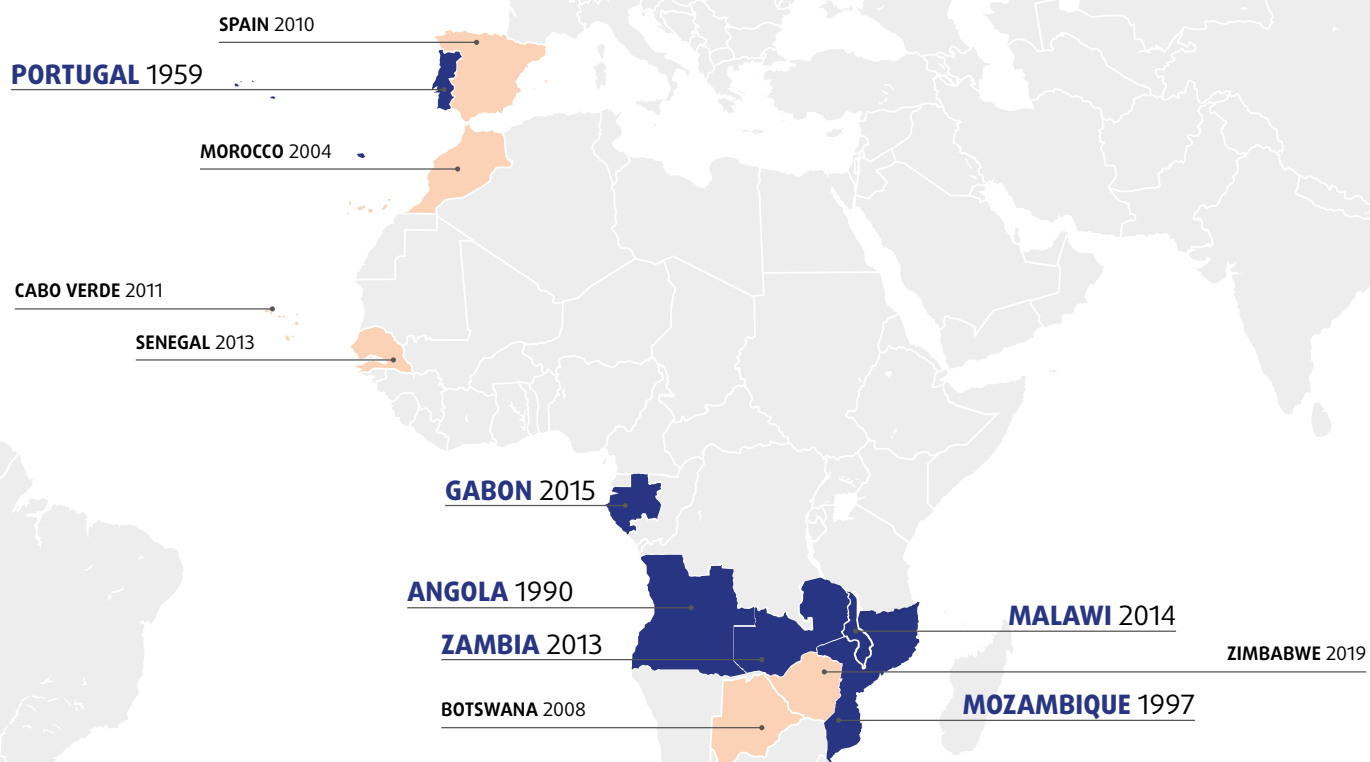 SPAIN 2010
PORTUGAL 1959
MOROCCO 2004
CABO VERDE 2011
SENEGAL 2013
GABON 2015
ANGOLA 1990
MALAWI 2014
ZAMBIA 2013
ZIMBABWE 2019
BOTSWANA 2008
MOZAMBIQUE 1997